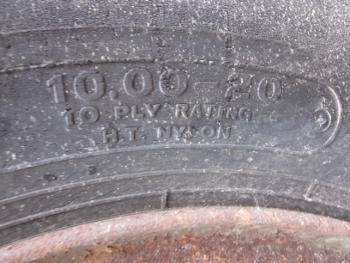 10.00-20
10 PLY RATING
H.T. NYLON